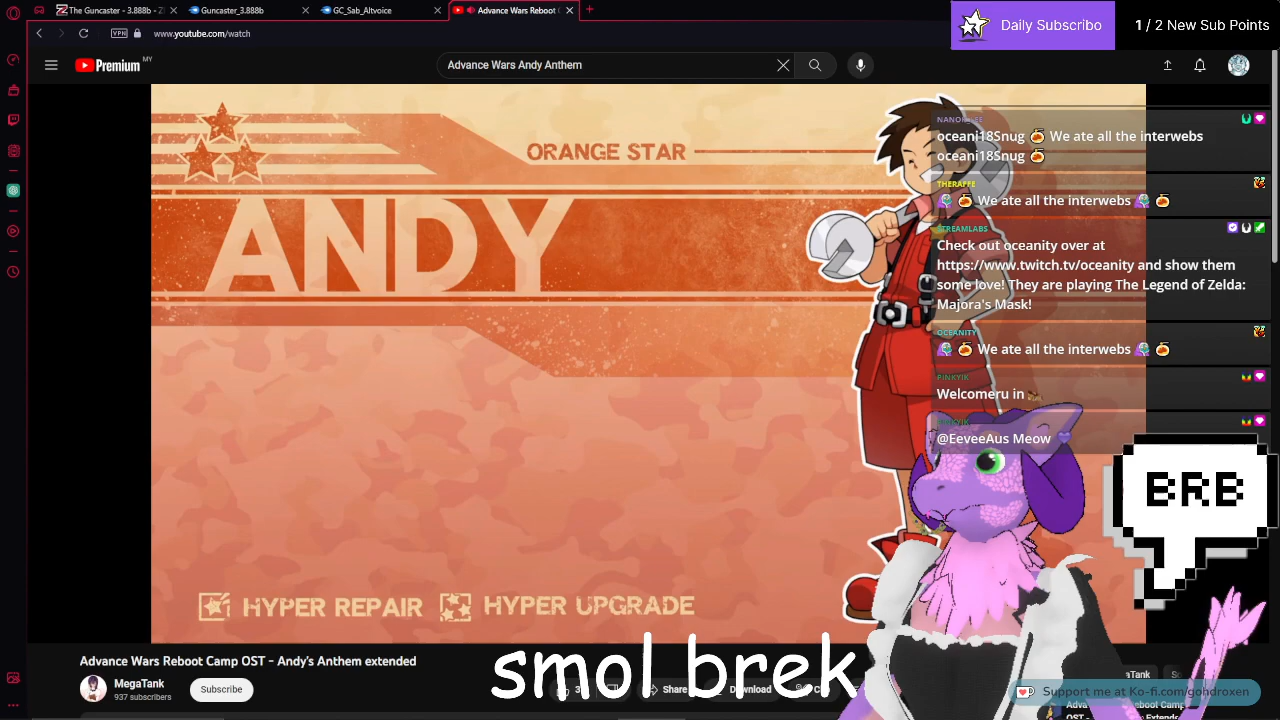 The Guncaster - 3.888b - Z
Guncaster_3.888b
GC_Sab_Altvoice
Advance Wars Reboot
Daily Subscribo
1 / 2 New Sub Points
VPN
www.youtube.com/watch
Premium MY
Advance Wars Andy Anthem
ORANGE STAR
ANDY
oceani18Snug We ate all the interwebs
oceani18Snug
THERAFFE
We ate all the interwebs
STREAMLABS
Check out oceanity over at
https://www.twitch.tv/oceanity and show them
some love! They are playing The Legend of Zelda:
Majora's Mask!
OCEANITY
We ate all the interwebs
PINKYIK
Welcomeru in
@EeveeAus Meow
BRB
HYPER REPAIR
HYPER UPGRADE
Advance Wars Reboot Camp OST - Andy's Anthem extended
MegaTank
937 subscribers
Subscribe
Share
Download
smol brek
Support me at Ko-fi.com/gohdroxen